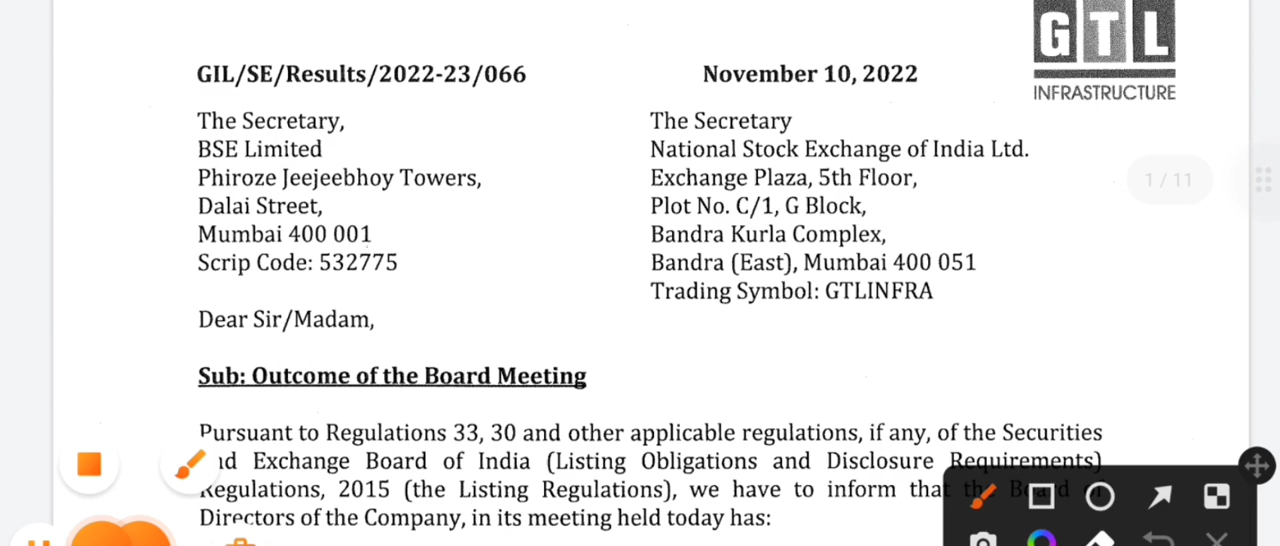 GTL
INFRASTRUCTURE
GIL/SE/Results/2022-23/066
November 10, 2022
The Secretary,
BSE Limited
Phiroze Jeejeebhoy Towers,
Dalai Street,
Mumbai 400 001
Scrip Code: 532775
The Secretary
National Stock Exchange of India Ltd.
Exchange Plaza, 5th Floor,
Plot No. C/1, G Block,
Bandra Kurla Complex,
Bandra (East), Mumbai 400 051
Trading Symbol: GTLINFRA
1 / 11
Dear Sir/Madam,
Sub: Outcome of the Board Meeting
Pursuant to Regulations 33, 30 and other applicable regulations, if any, of the Securities
Exchange Board of India (Listing Obligations and Disclosure Requirements)
Regulations, 2015 (the Listing Regulations), we have to inform that the Board of
Directors of the Company, in its meeting held today has: